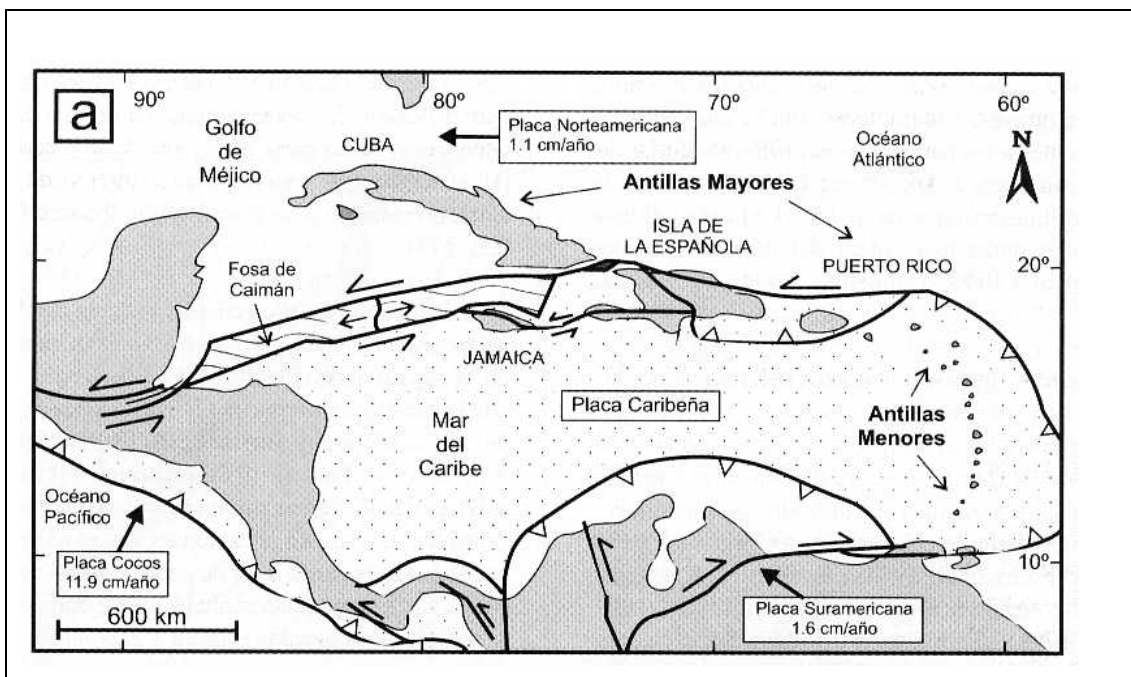 90º
80º
70º
60º
a
Golfo
de
Méjico
CUBA
Placa Norteamericana
1.1 cm/año
Océano
Atlántico
N
Antillas Mayores
ISLA DE
LA ESPAÑOLA
PUERTO RICO
20º
Fosa de
Caimán
JAMAICA
Placa Caribeña
Mar
del
Caribe
Antillas
Menores
Océano
Pacífico
Placa Cocos
11.9 cm/año
10º
600 km
Placa Suramericana
1.6 cm/año